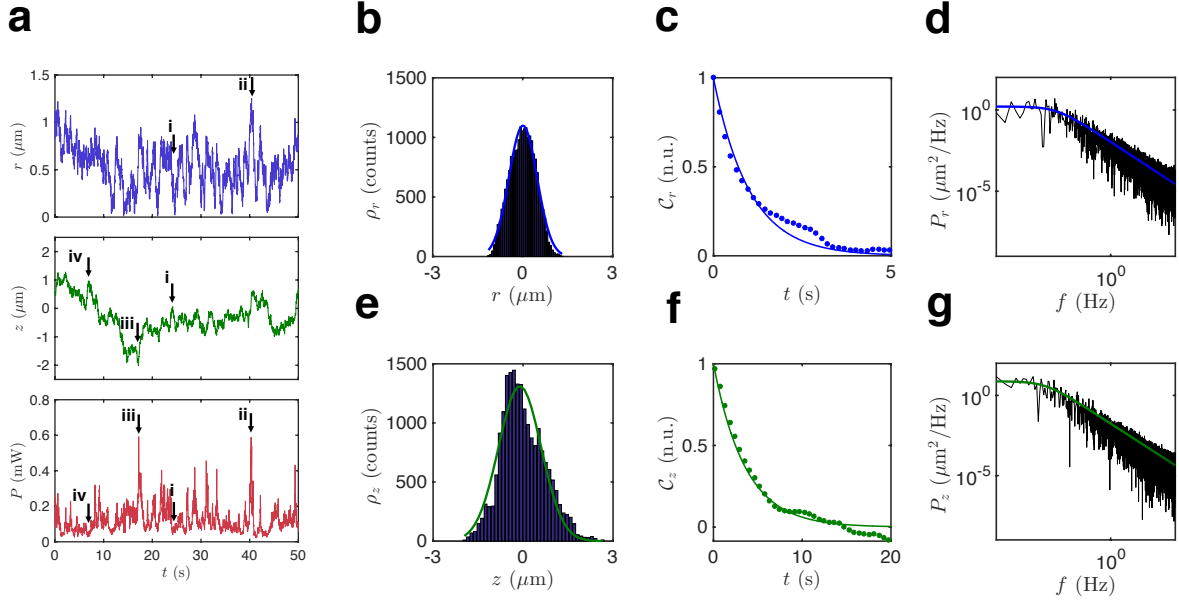 a
b
c
d
1.5
1
0.5
0
r (μm)
i
ii
2
1
0
-1
-2
z (μm)
iv
iii
i
0.8
0.6
0.4
0.2
0
P (mW)
iv
iii
i
ii
0 10 20 30 40 50
t (s)
1500
1000
500
0
ρr (counts)
-3 0 3
r (μm)
1
0.5
0
Cr (n.u.)
0 5
t (s)
10^0
10^-5
Pr (μm²/Hz)
10^0
f (Hz)
e
f
g
1500
1000
500
0
ρz (counts)
-3 0 3
z (μm)
1
0.5
0
Cz (n.u.)
0 10 20
t (s)
10^0
10^-5
Pz (μm²/Hz)
10^0
f (Hz)